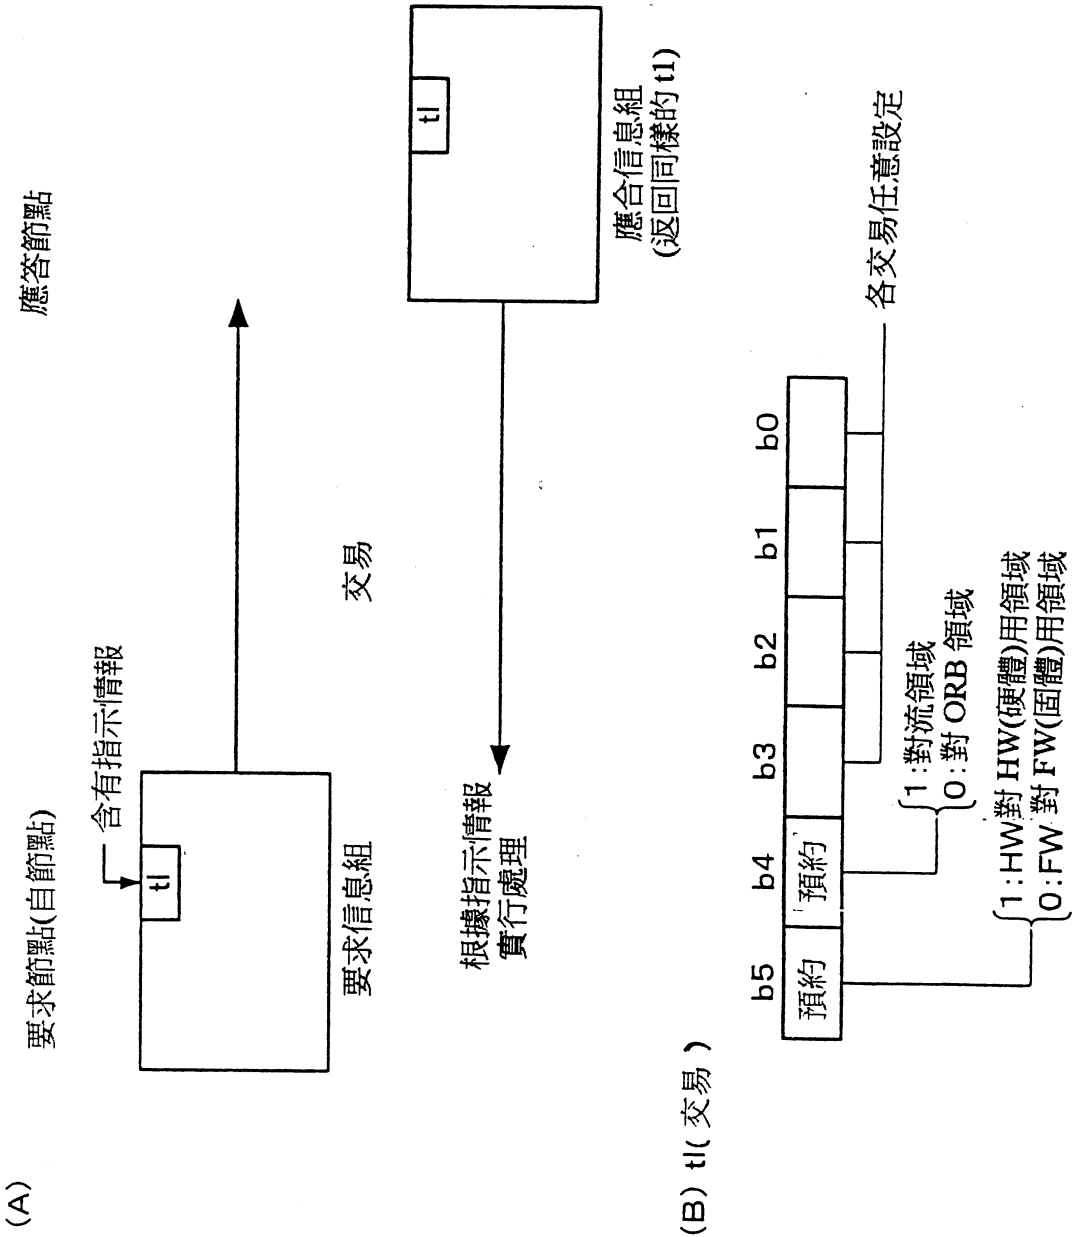 (A)
要求節點(自節點)
應答節點
含有指示情報
tl
要求信息組
交易
tl
應合信息組
(返回同樣的 t1)
根據指示情報
實行處理
(B) tl( 交易 )
b5 b4 b3 b2 b1 b0
預約 預約
各交易任意設定
1:對流領域
0:對 ORB 領域
1:HW對 HW(硬體)用領域
0:FW 對 FW(固體)用領域